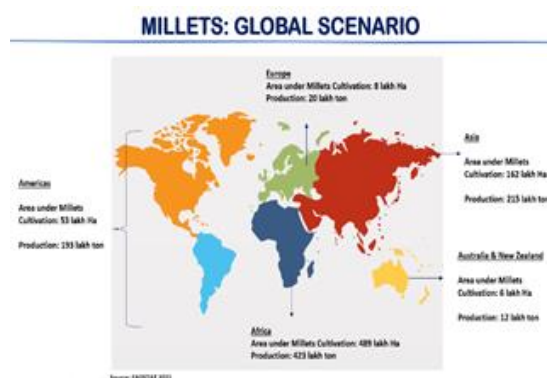 MILLETS: GLOBAL SCENARIO
Europe
Area under Millets Cultivation: 8 lakh Ha
Production: 20 lakh ton
Asia
Area under Millets
Cultivation: 162 lakh Ha
Production: 215 lakh ton
Americas
Area under Millets
Cultivation: 53 lakh Ha
Production: 193 lakh ton
Australia & New Zealand
Area under Millets
Cultivation: 6 lakh Ha
Production: 12 lakh ton
Africa
Area under Millets Cultivation: 489 lakh Ha
Production: 423 lakh ton